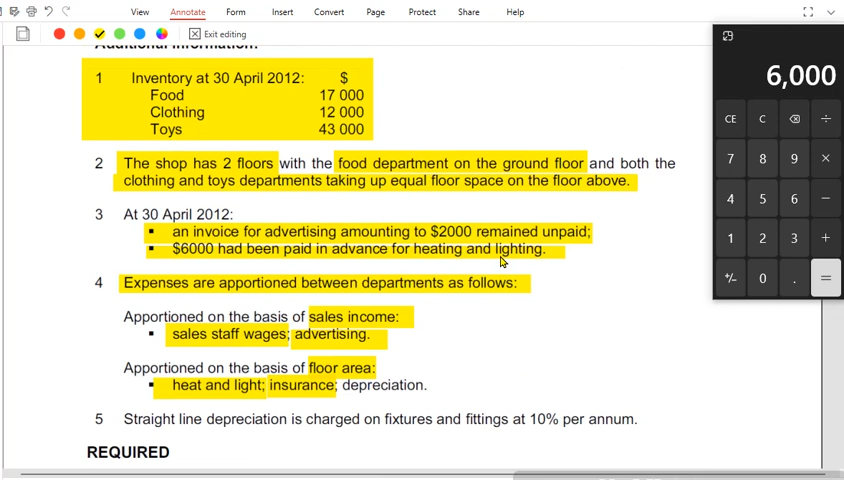 View Annotate Form Insert Convert Page Protect Share Help
Exit editing
Additional information:
1 Inventory at 30 April 2012: $
Food 17 000
Clothing 12 000
Toys 43 000
2 The shop has 2 floors with the food department on the ground floor and both the
clothing and toys departments taking up equal floor space on the floor above.
3 At 30 April 2012:
▪ an invoice for advertising amounting to $2000 remained unpaid;
▪ $6000 had been paid in advance for heating and lighting.
4 Expenses are apportioned between departments as follows:
Apportioned on the basis of sales income:
▪ sales staff wages; advertising.
Apportioned on the basis of floor area:
▪ heat and light; insurance; depreciation.
5 Straight line depreciation is charged on fixtures and fittings at 10% per annum.
REQUIRED
6,000
CE C ⌫ ÷
7 8 9 ×
4 5 6 −
1 2 3 +
+/− 0 . =